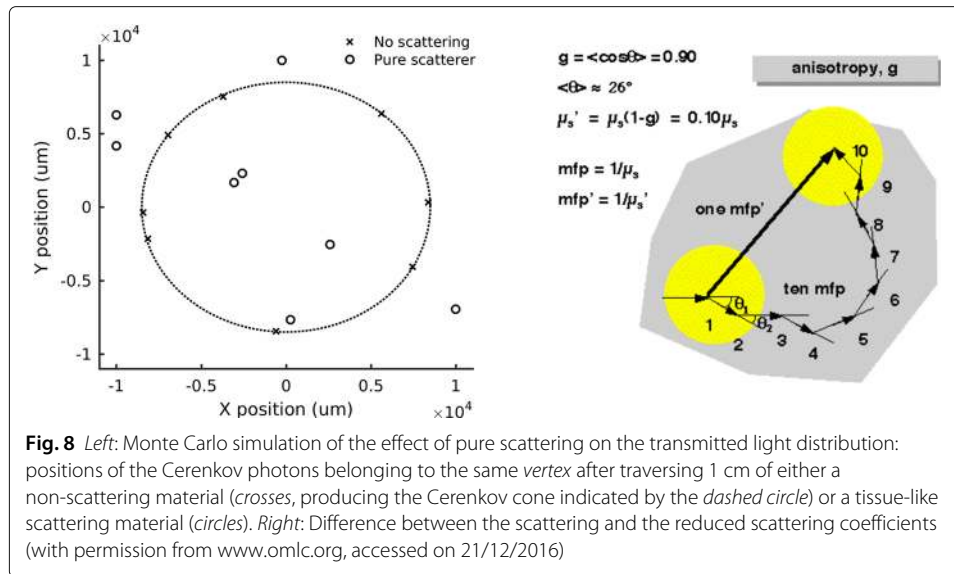 ×10⁴
1
0.5
0
-0.5
-1
Y position (um)
-1
-0.5
0
0.5
1
X position (um)
×10⁴
No scattering
Pure scatterer
g = <cosθ> = 0.90
<θ> ≈ 26°
μs' = μs(1-g) = 0.10μs
mfp = 1/μs
mfp' = 1/μs'
anisotropy, g
one mfp'
ten mfp
θ1
θ2
1
2
3
4
5
6
7
8
9
10
Fig. 8 Left: Monte Carlo simulation of the effect of pure scattering on the transmitted light distribution:
positions of the Cerenkov photons belonging to the same vertex after traversing 1 cm of either a
non-scattering material (crosses, producing the Cerenkov cone indicated by the dashed circle) or a tissue-like
scattering material (circles). Right: Difference between the scattering and the reduced scattering coefficients
(with permission from www.omlc.org, accessed on 21/12/2016)